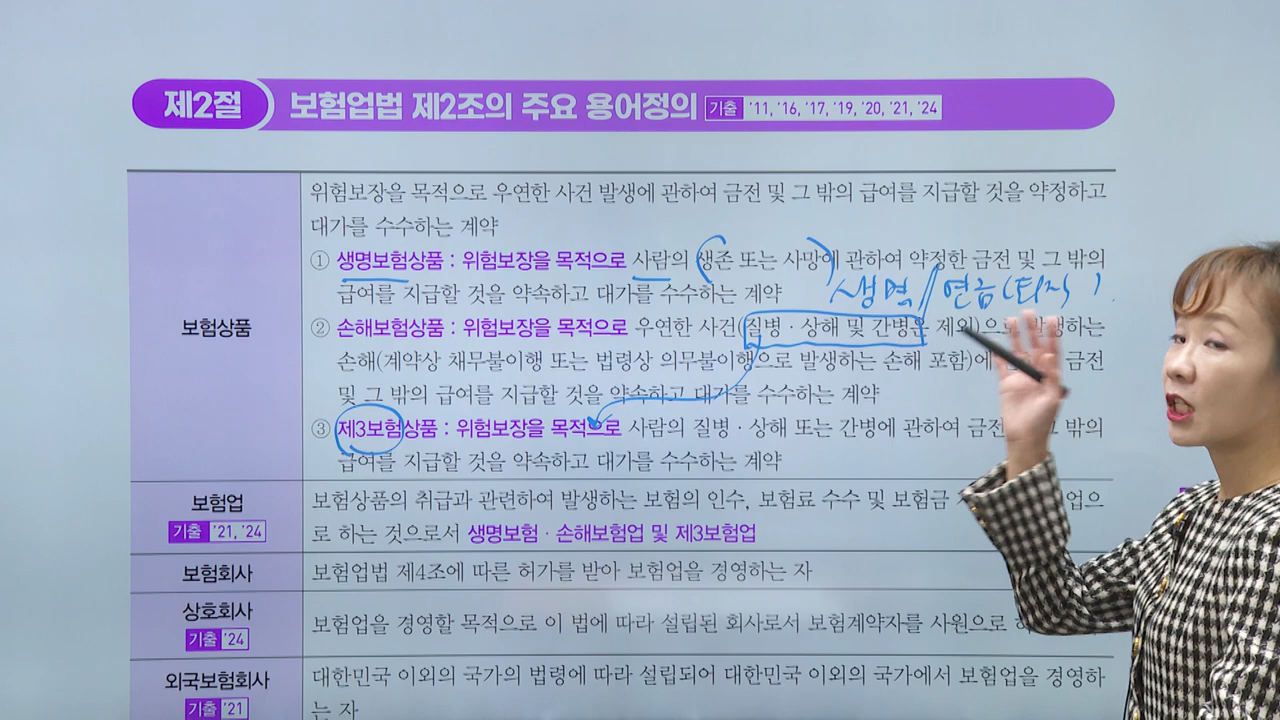 제2절 보험업법 제2조의 주요 용어정의 기출 '11, '16, '17, '19, '20, '21, '24
보험상품
위험보장을 목적으로 우연한 사건 발생에 관하여 금전 및 그 밖의 급여를 지급할 것을 약정하고
대가를 수수하는 계약
① 생명보험상품 : 위험보장을 목적으로 사람의 생존 또는 사망에 관하여 약정한 금전 및 그 밖의
급여를 지급할 것을 약속하고 대가를 수수하는 계약
생명 / 연금(퇴직)
② 손해보험상품 : 위험보장을 목적으로 우연한 사건(질병 · 상해 및 간병은 제외)으로 발생하는
손해(계약상 채무불이행 또는 법령상 의무불이행으로 발생하는 손해 포함)에 금전
및 그 밖의 급여를 지급할 것을 약속하고 대가를 수수하는 계약
③ 제3보험상품 : 위험보장을 목적으로 사람의 질병 · 상해 또는 간병에 관하여 금전 그 밖의
급여를 지급할 것을 약속하고 대가를 수수하는 계약
보험업
기출 '21, '24
보험상품의 취급과 관련하여 발생하는 보험의 인수, 보험료 수수 및 보험금 업으
로 하는 것으로서 생명보험 · 손해보험업 및 제3보험업
보험회사
보험업법 제4조에 따른 허가를 받아 보험업을 경영하는 자
상호회사
기출 '24
보험업을 경영할 목적으로 이 법에 따라 설립된 회사로서 보험계약자를 사원으로
외국보험회사
기출 '21
대한민국 이외의 국가의 법령에 따라 설립되어 대한민국 이외의 국가에서 보험업을 경영하
는 자